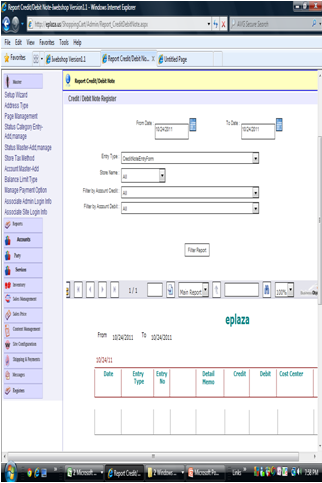 Report Credit/Debit Note-iwebshop Version1.1 - Windows Internet Explorer
http://eplaza.us/ShoppingCart/Admin/Report_CreditDebitNote.aspx
AVG Secure Search
File Edit View Favorites Tools Help
Favorites
iwebshop Version1.1
Report Credit/Debit No...
Untitled Page
Master
Report Credit/Debit Note
Setup Wizard
Address Type
Page Management
Status Category Entry-
Add,manage
Status Master-Add,manage
Store Tax Method
Account Master-Add
Balance Limit Type
Manage Payment Option
Associate Admin Login Info
Associate Site Login Info
Reports
Accounts
Party
Services
Inventory
Sales Management
Sales Price
Content Management
Site Configuration
Shipping & Payments
Messages
Expenses
Credit / Debit Note Register
From Date
10/24/2011
To Date
10/24/2011
Entry Type
CreditNoteEntryForm
Store Name:
All
Filter by Account Credit:
All
Filter by Account Debit:
All
Filter Report
1 / 1
Main Report
100%
eplaza
From 10/24/2011 To 10/24/2011
10/24/11
Date Entry Type Entry No Detail Memo Credit Debit Cost Center
2 Microsoft ...
Report Credit/...
2 Windows ...
Microsoft Po...
Links
7:58 PM